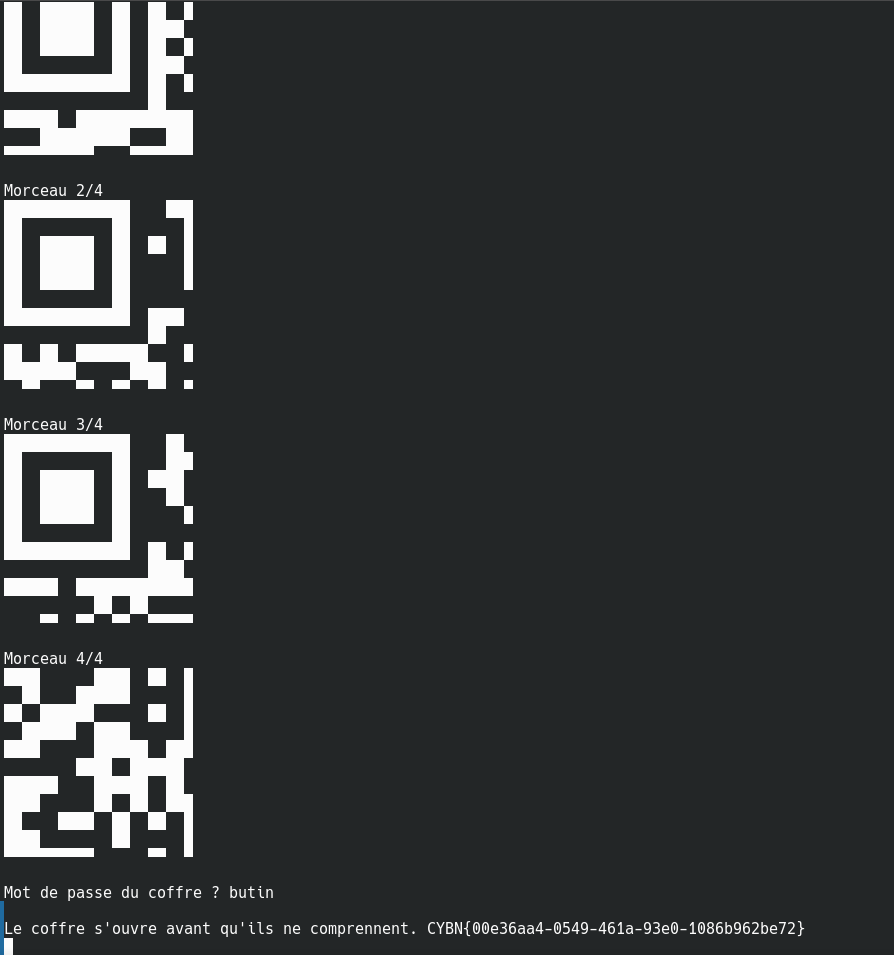 Morceau 2/4
Morceau 3/4
Morceau 4/4
Mot de passe du coffre ? butin
Le coffre s'ouvre avant qu'ils ne comprennent. CYBN{00e36aa4-0549-461a-93e0-1086b962be72}